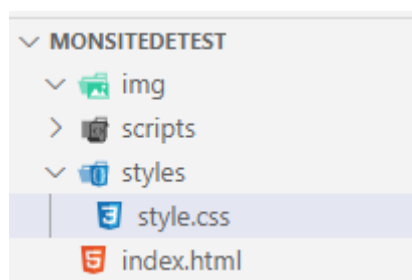 MONSITEDETEST
img
scripts
styles
style.css
index.html